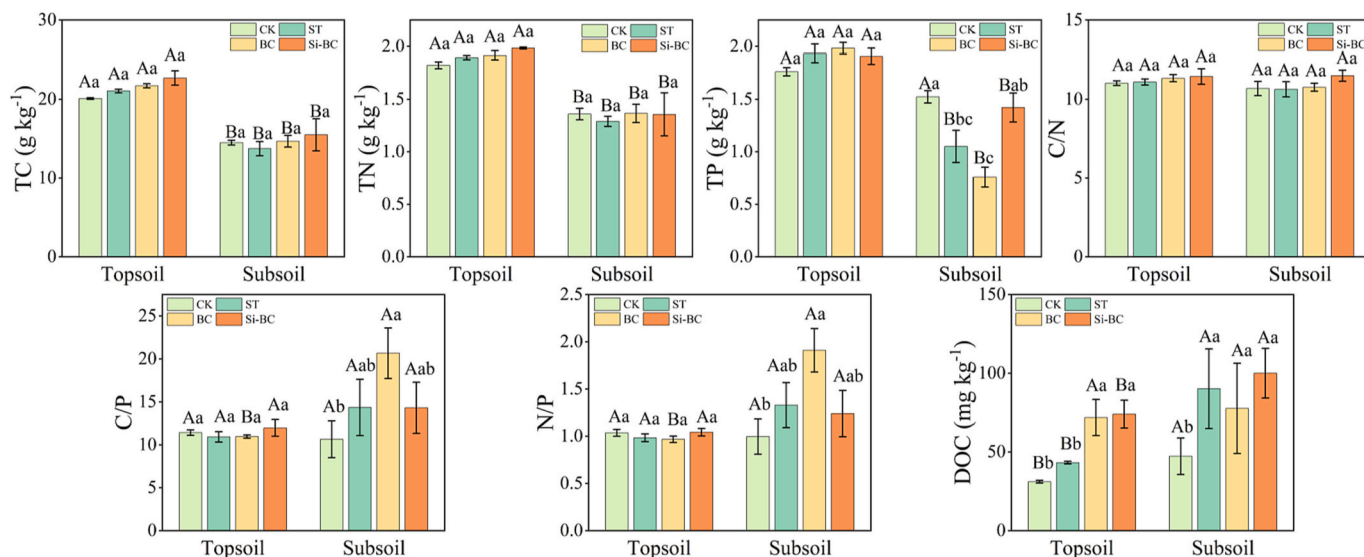 TC (g kg-1)
30
20
10
0
CK ST
BC Si-BC
Aa Aa Aa Aa
Ba Ba Ba Ba
Topsoil Subsoil
TN (g kg-1)
2.0
1.5
1.0
0.5
0.0
CK ST
BC Si-BC
Aa Aa Aa Aa
Ba Ba Ba Ba
Topsoil Subsoil
TP (g kg-1)
2.0
1.5
1.0
0.5
0.0
CK ST
BC Si-BC
Aa Aa Aa Aa
Aa Bbc Bc Bab
Topsoil Subsoil
C/N
15
10
5
0
CK ST
BC Si-BC
Aa Aa Aa Aa
Aa Aa Aa Aa
Topsoil Subsoil
C/P
25
20
15
10
5
0
CK ST
BC Si-BC
Aa Aa Ba Aa
Ab Aab Aa Aab
Topsoil Subsoil
N/P
2.5
2.0
1.5
1.0
0.5
0.0
CK ST
BC Si-BC
Aa Aa Ba Aa
Ab Aab Aa Aab
Topsoil Subsoil
DOC (mg kg-1)
150
100
50
0
CK ST
BC Si-BC
Bb Bb Aa Ba
Ab Aa Aa Aa
Topsoil Subsoil